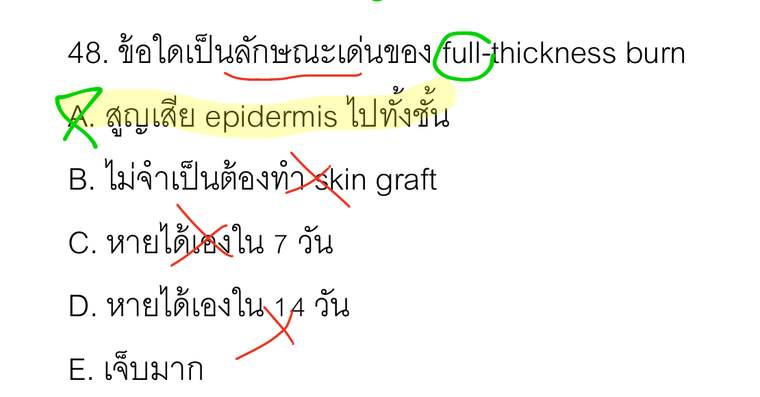 48. ข้อใดเป็นลักษณะเด่นของ full-thickness burn
A. สูญเสีย epidermis ไปทั้งชั้น
B. ไม่จำเป็นต้องทำ skin graft
C. หายได้เองใน 7 วัน
D. หายได้เองใน 14 วัน
E. เจ็บมาก